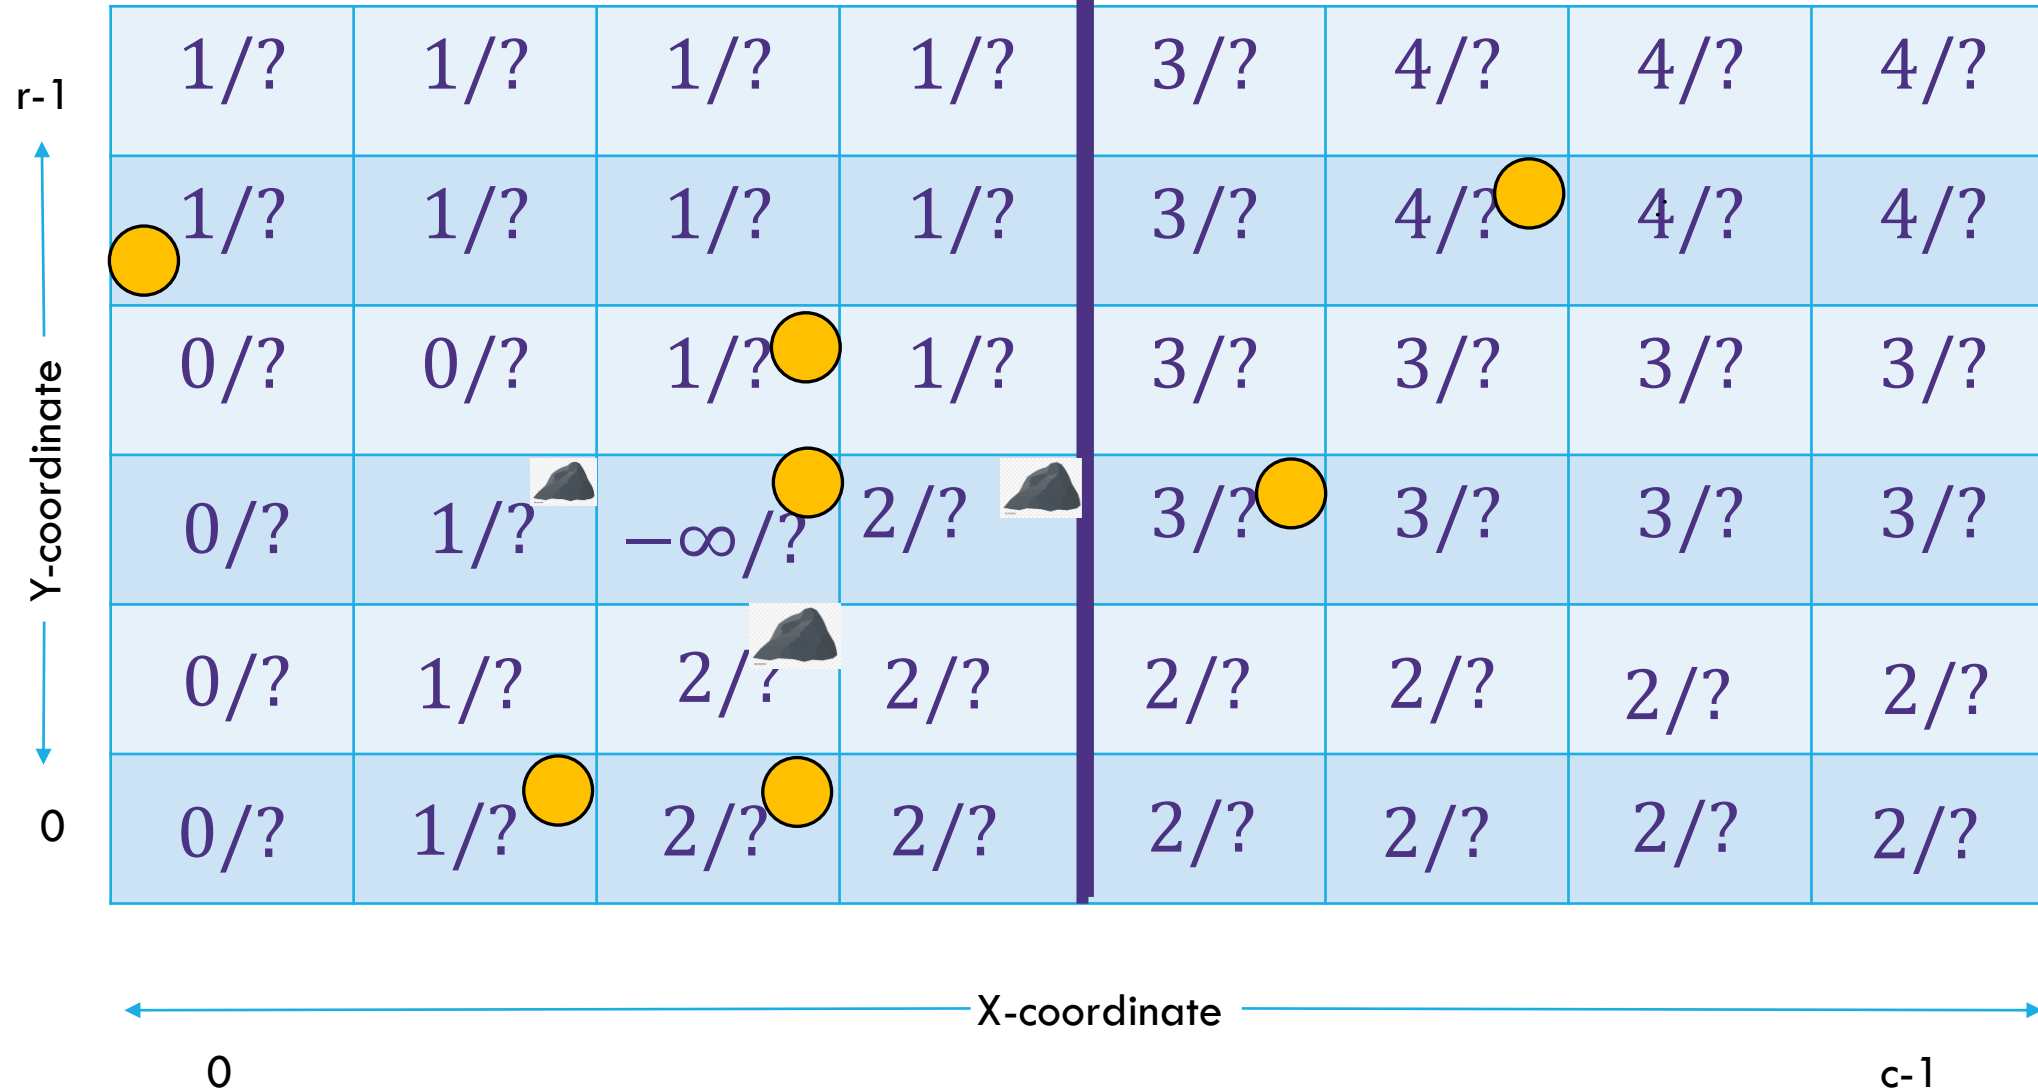 r-1 1/? 1/? 1/? 1/? 3/? 4/? 4/? 4/?
1/? 1/? 1/? 1/? 3/? 4/? 4/? 4/?
0/? 0/? 1/? 1/? 3/? 3/? 3/? 3/?
Y-coordinate
0/? 1/? −∞/? 2/? 3/? 3/? 3/? 3/?
0/? 1/? 2/? 2/? 2/? 2/? 2/? 2/?
0 0/? 1/? 2/? 2/? 2/? 2/? 2/? 2/?
X-coordinate
0 c-1